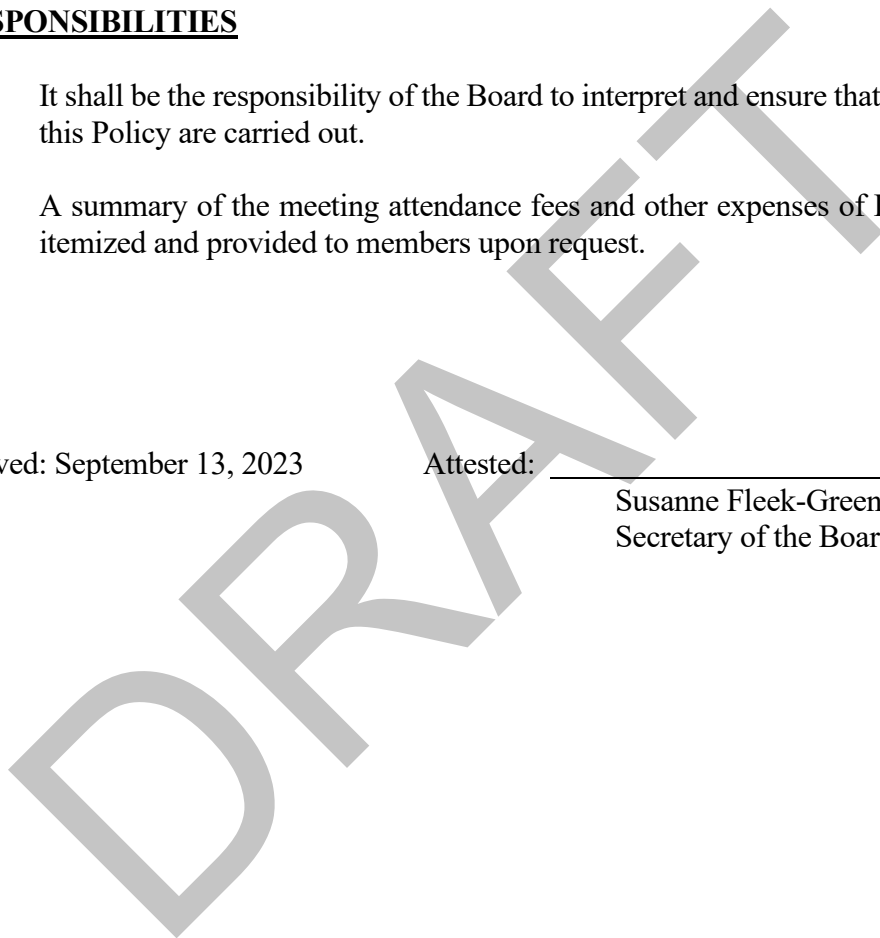 SPONSIBILITIES
It shall be the responsibility of the Board to interpret and ensure that
this Policy are carried out.
A summary of the meeting attendance fees and other expenses of
itemized and provided to members upon request.
ved: September 13, 2023 Attested:
Susanne Fleek-Green
Secretary of the Boar
DRAFT